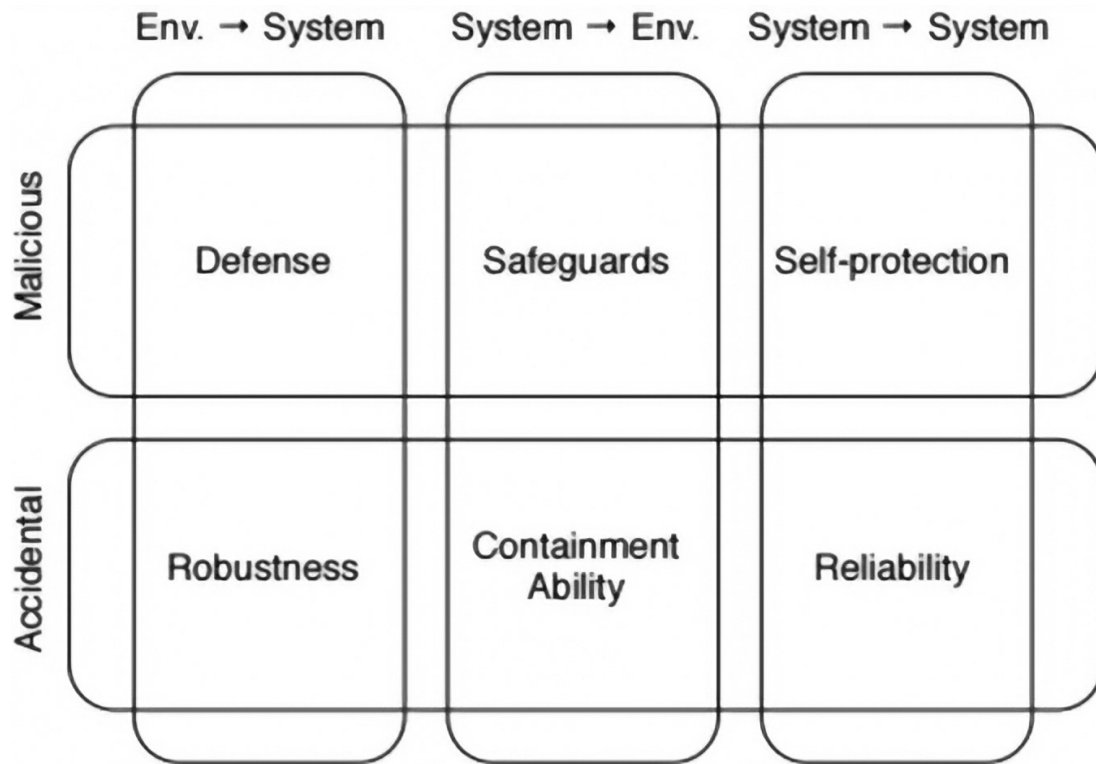 Env. → System
System → Env.
System → System
Malicious
Defense
Safeguards
Self-protection
Accidental
Robustness
Containment
Ability
Reliability